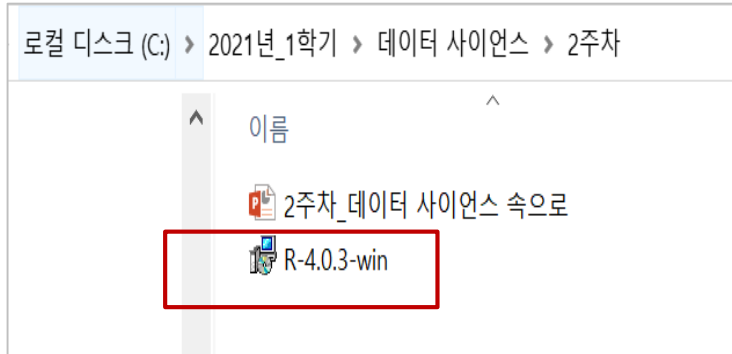 로컬 디스크 (C:) > 2021년_1학기 > 데이터 사이언스 > 2주차
이름
2주차_데이터 사이언스 속으로
R-4.0.3-win